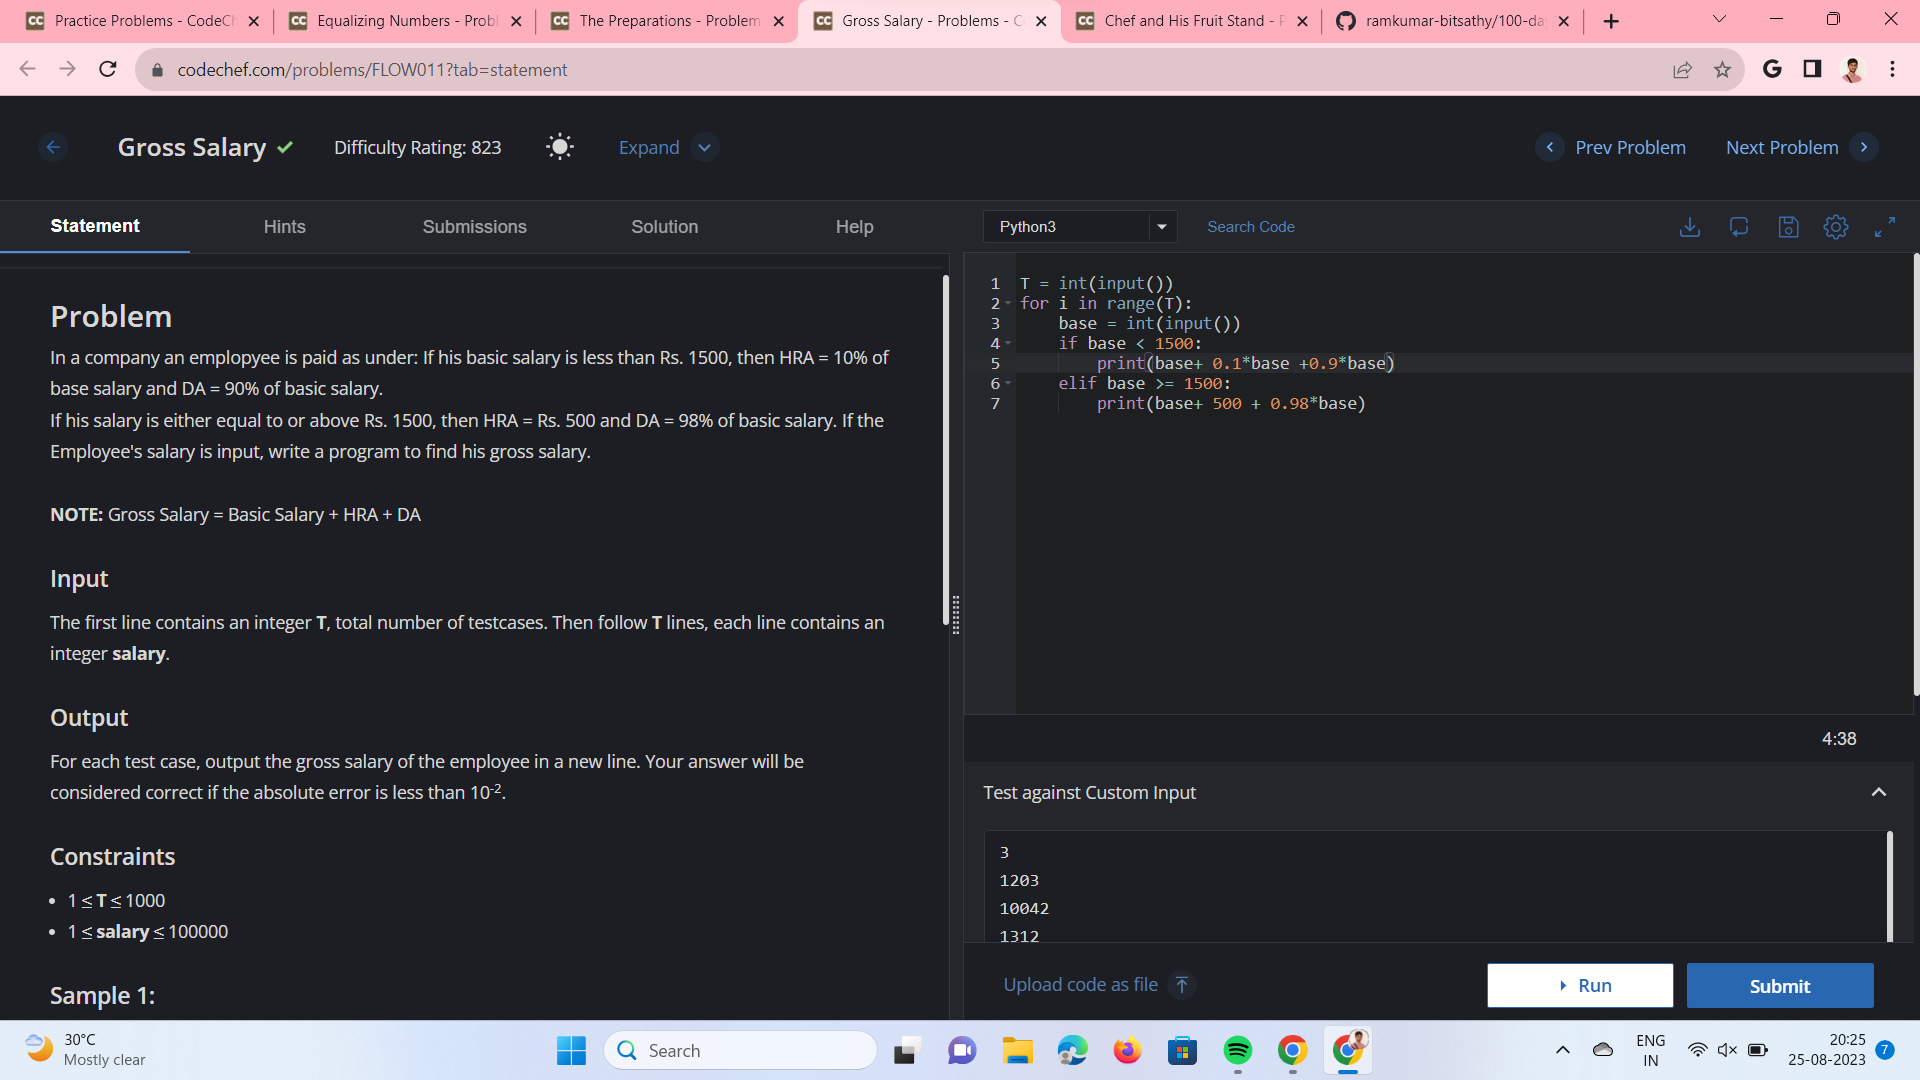 Practice Problems - CodeCh
Equalizing Numbers - Probl
The Preparations - Problem
Gross Salary - Problems - C
Chef and His Fruit Stand - P
ramkumar-bitsathy/100-da
codechef.com/problems/FLOW011?tab=statement
Gross Salary
Difficulty Rating: 823
Expand
Prev Problem
Next Problem
Statement
Hints
Submissions
Solution
Help
Python3
Search Code
Problem
In a company an emplopyee is paid as under: If his basic salary is less than Rs. 1500, then HRA = 10% of
base salary and DA = 90% of basic salary.
If his salary is either equal to or above Rs. 1500, then HRA = Rs. 500 and DA = 98% of basic salary. If the
Employee's salary is input, write a program to find his gross salary.
NOTE: Gross Salary = Basic Salary + HRA + DA
Input
The first line contains an integer T, total number of testcases. Then follow T lines, each line contains an
integer salary.
Output
For each test case, output the gross salary of the employee in a new line. Your answer will be
considered correct if the absolute error is less than 10-2.
Constraints
• 1 ≤ T ≤ 1000
• 1 ≤ salary ≤ 100000
Sample 1:
1 T = int(input())
2 for i in range(T):
3 base = int(input())
4 if base < 1500:
5 print(base+ 0.1*base +0.9*base)
6 elif base >= 1500:
7 print(base+ 500 + 0.98*base)
4:38
Test against Custom Input
3
1203
10042
1312
Upload code as file
Run
Submit
30°C
Mostly clear
Search
ENG
IN
20:25
25-08-2023
7